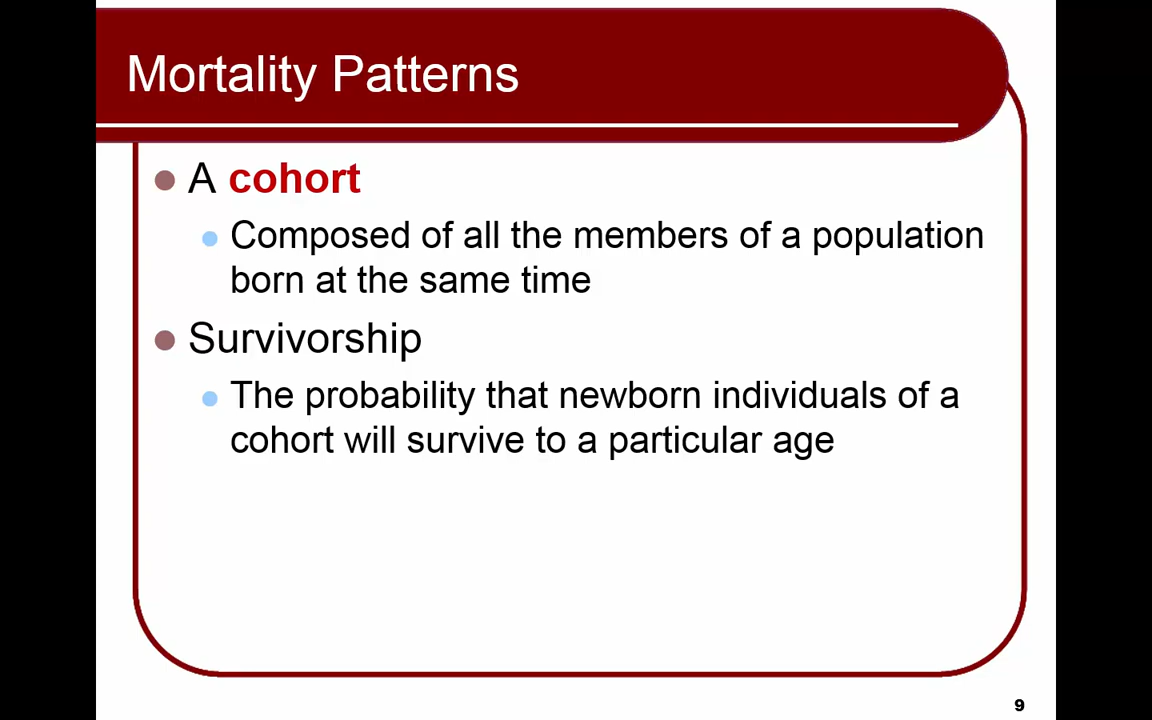 Mortality Patterns
A cohort
Composed of all the members of a population
born at the same time
Survivorship
The probability that newborn individuals of a
cohort will survive to a particular age
9